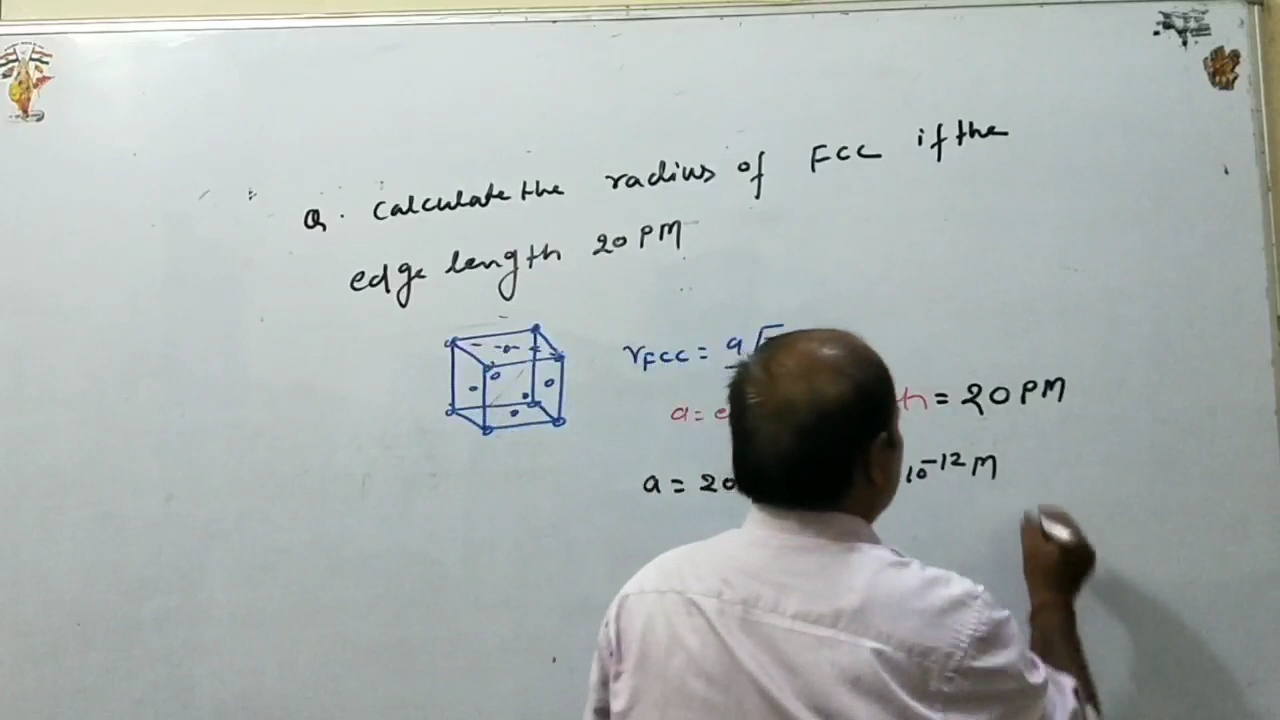 Q. Calculate the radius of FCC if the
edge length 20 PM
rFCC = a√
a = = 20 PM
a = 20 10⁻¹² M